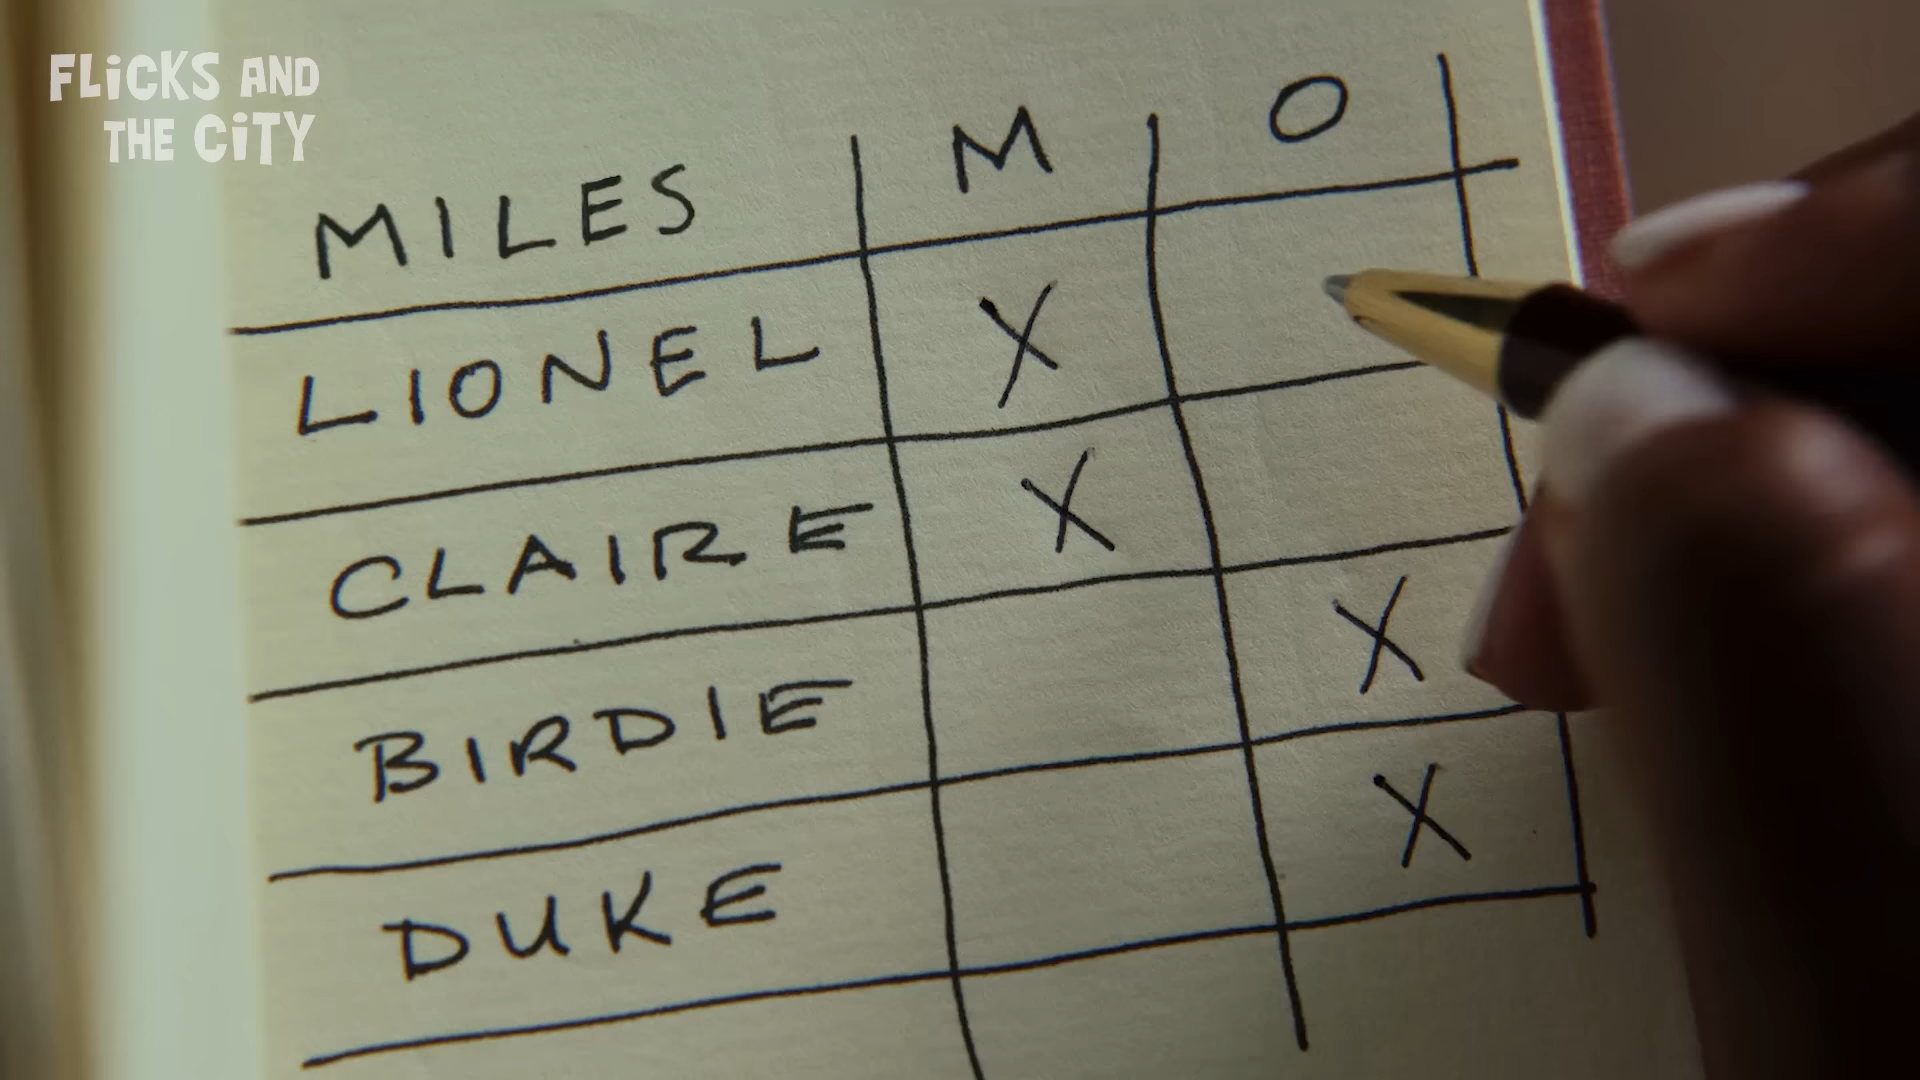 FLiCKS AND
THE CiTY
MILES M O
LIONEL X
CLAIRE X
BIRDIE X
DUKE X